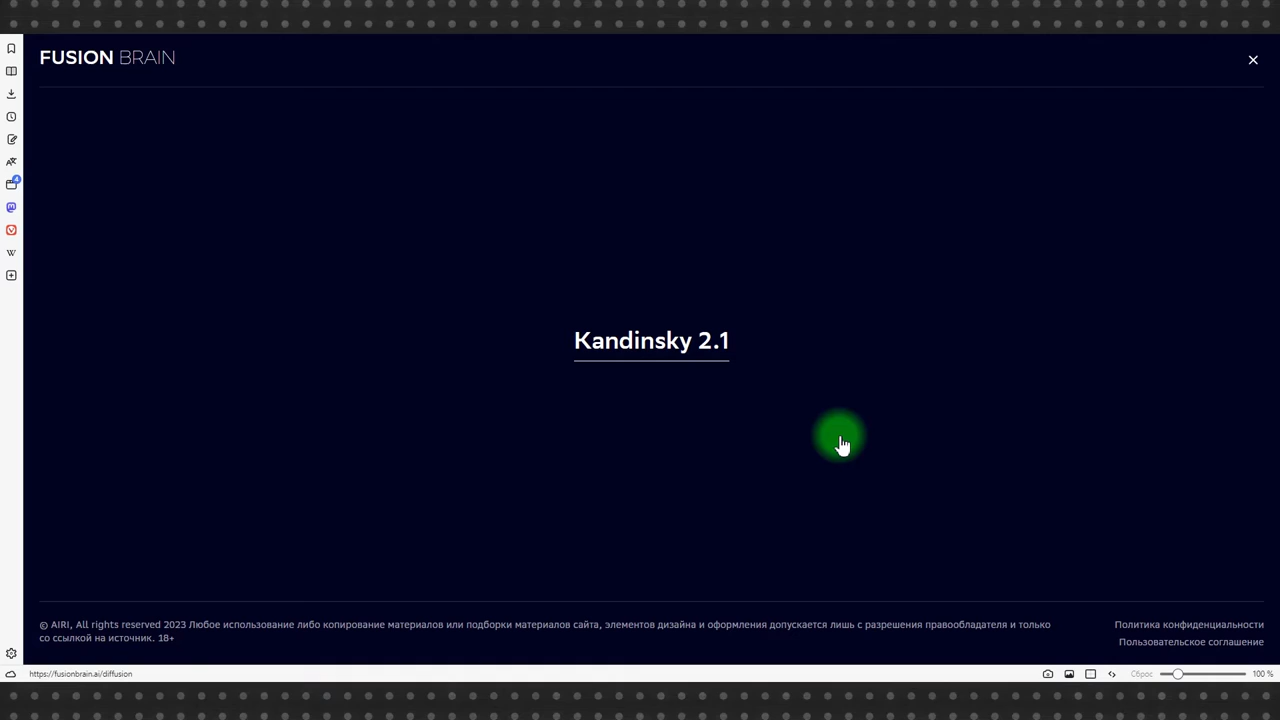 FUSION BRAIN
4
Kandinsky 2.1
© AIRI, All rights reserved 2023 Любое использование либо копирование материалов или подборки материалов сайта, элементов дизайна и оформления допускается лишь с разрешения правообладателя и только
со ссылкой на источник. 18+
Политика конфиденциальности
Пользовательское соглашение
https://fusionbrain.ai/diffusion
Сброс
100 %